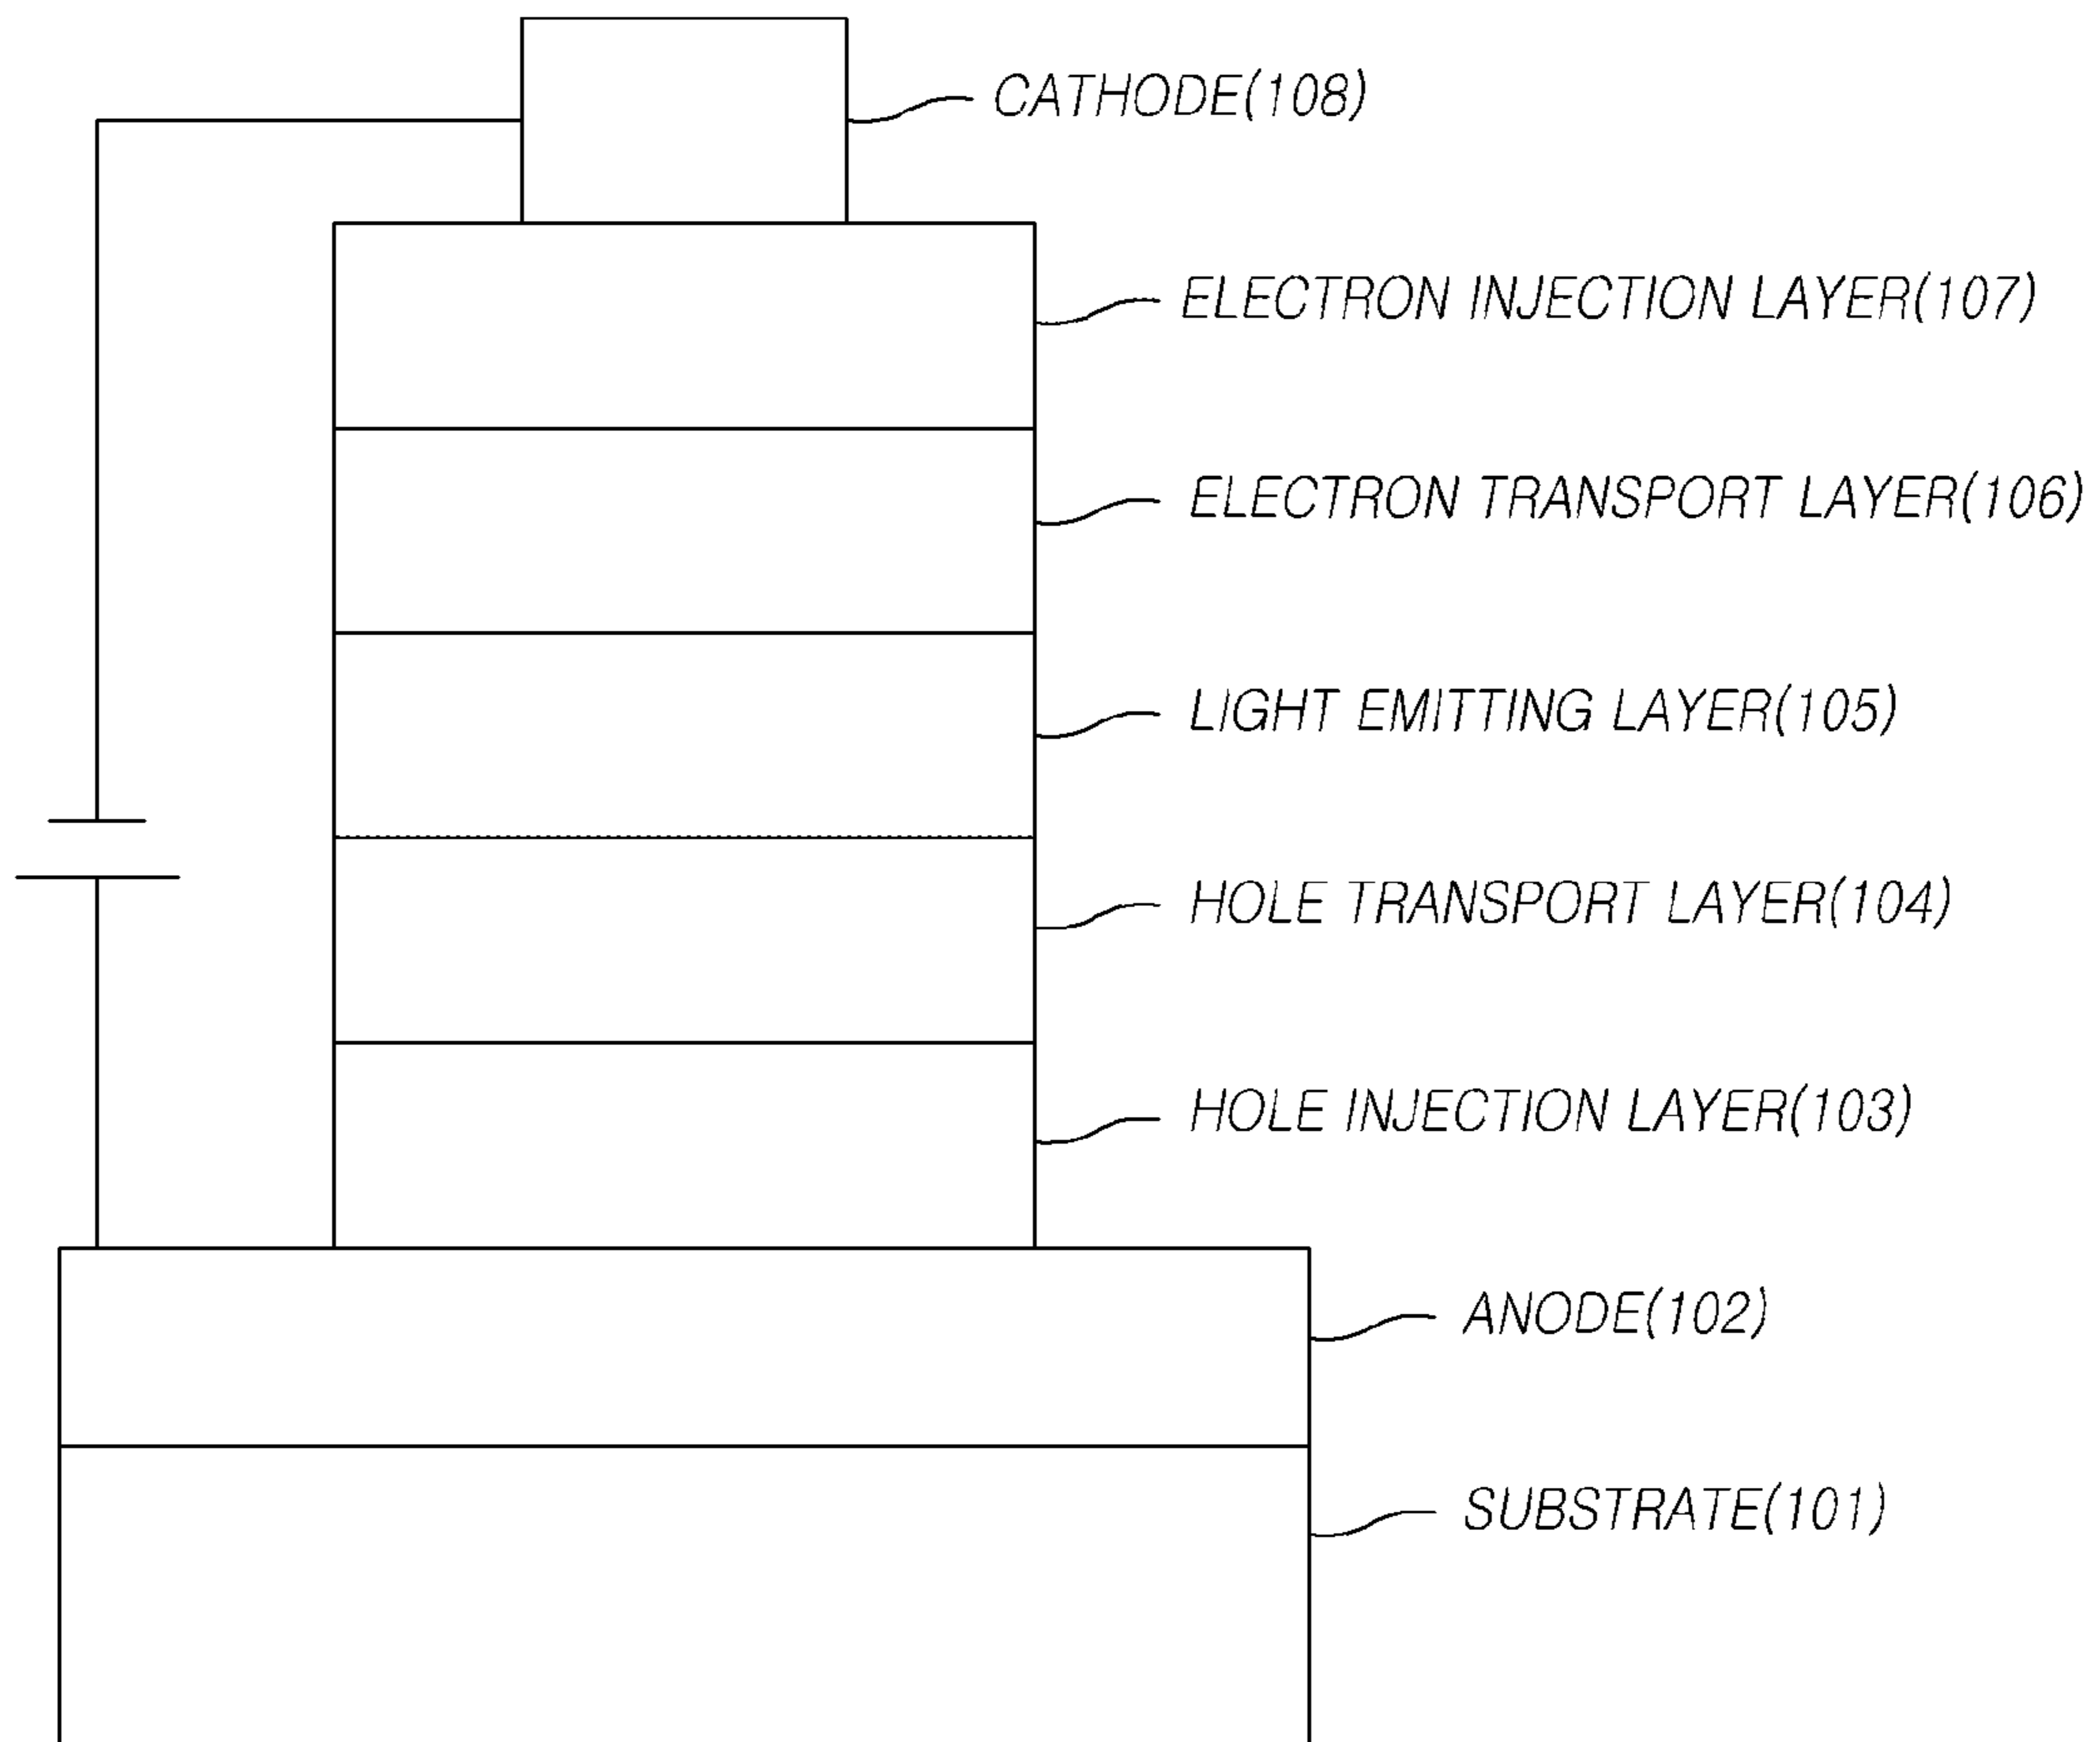 CATHODE(108)
ELECTRON INJECTION LAYER(107)
ELECTRON TRANSPORT LAYER(106)
LIGHT EMITTING LAYER(105)
HOLE TRANSPORT LAYER(104)
HOLE INJECTION LAYER(103)
ANODE(102)
SUBSTRATE(101)